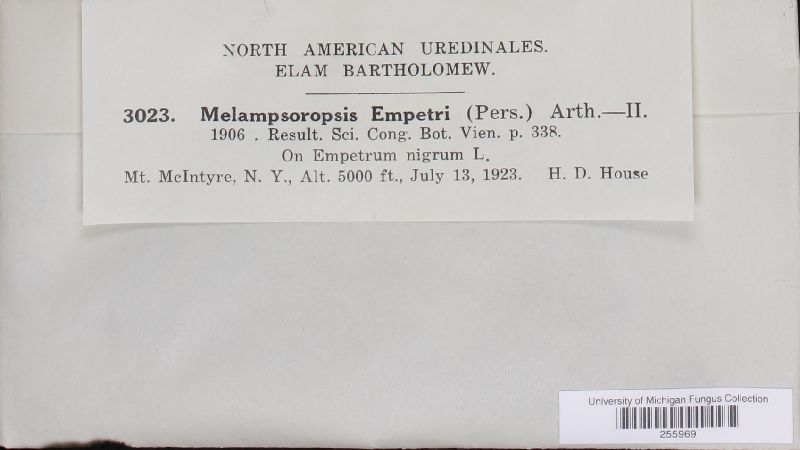 NORTH AMERICAN UREDINALES.
ELAM BARTHOLOMEW.
3023. Melampsoropsis Empetri (Pers.) Arth.—II.
1906 . Result. Sci. Cong. Bot. Vien. p. 338.
On Empetrum nigrum L.
Mt. McIntyre, N. Y., Alt. 5000 ft., July 13, 1923. H. D. House
University of Michigan Fungus Collection
255969